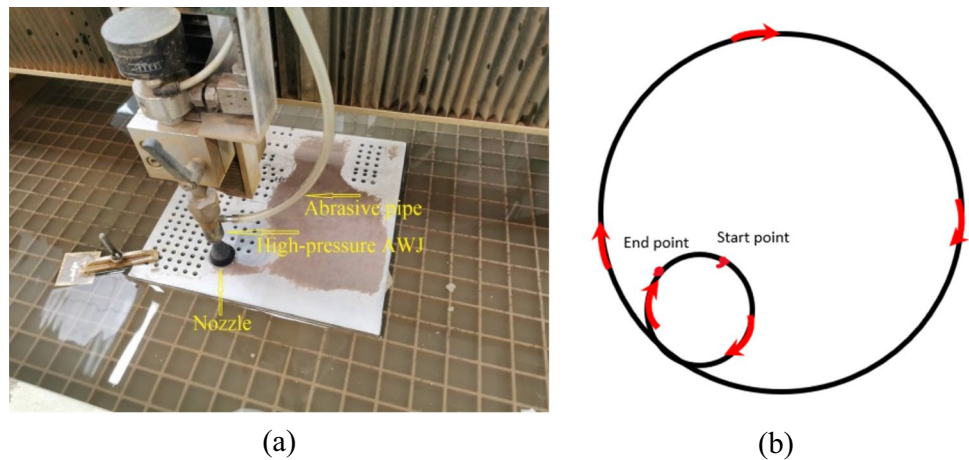 Abrasive pipe
High-pressure AWJ
Nozzle
End point
Start point
(a)
(b)